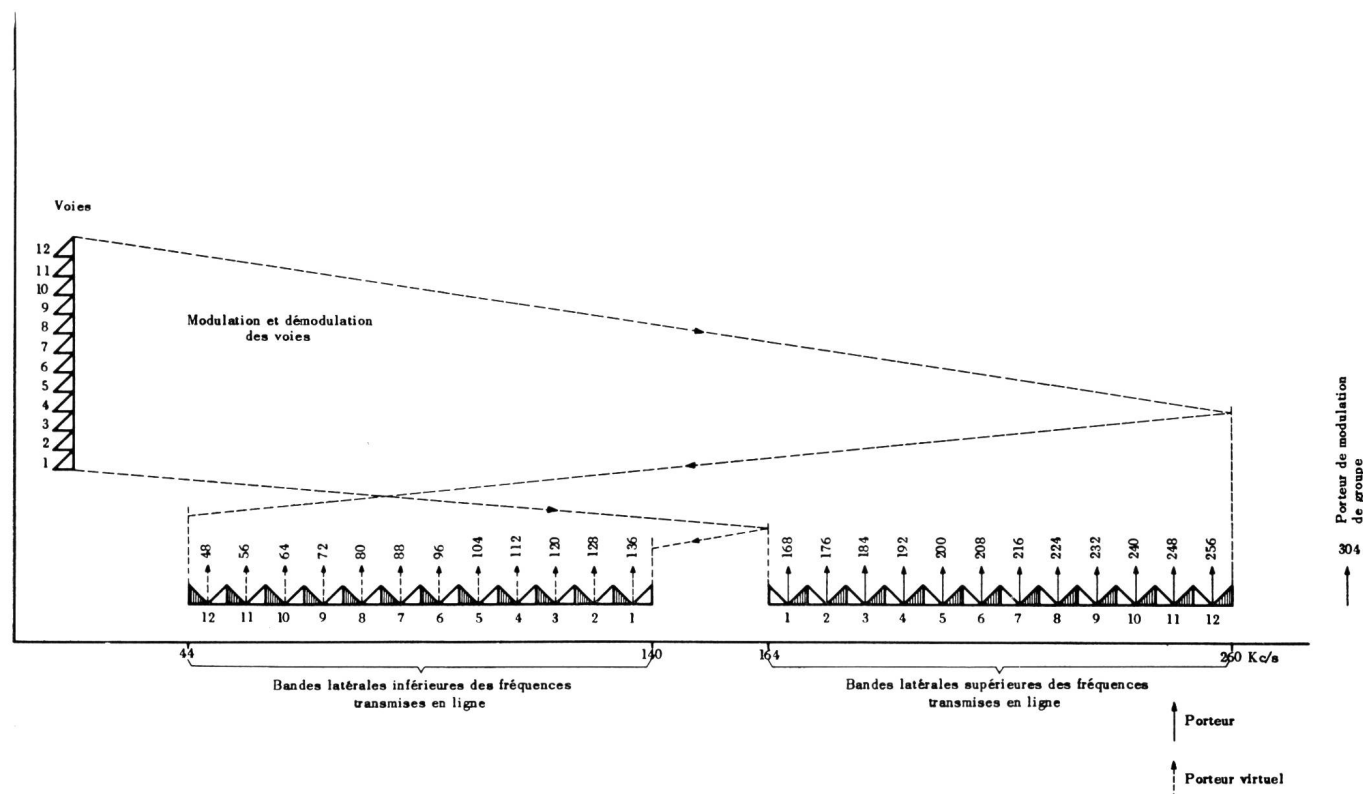 Voies
12
11
10
9
8
7
6
5
4
3
2
1
Modulation et démodulation
des voies
48 56 64 72 80 88 96 104 112 120 128 136
12 11 10 9 8 7 6 5 4 3 2 1
168 176 184 192 200 208 216 224 232 240 248 256
1 2 3 4 5 6 7 8 9 10 11 12
Porteur de modulation
de groupe
304
44 140 164 260 Kc/s
Bandes latérales inférieures des fréquences
transmises en ligne
Bandes latérales supérieures des fréquences
transmises en ligne
Porteur
Porteur virtuel